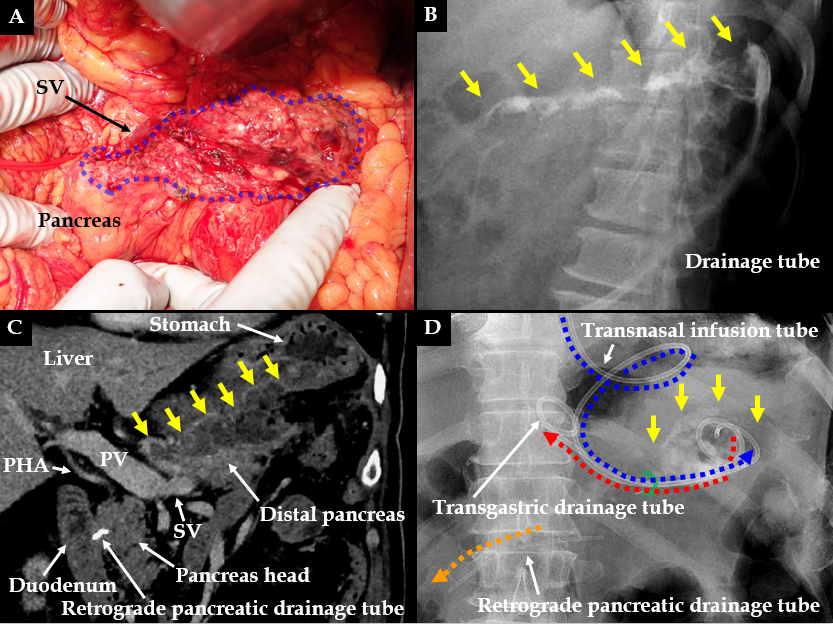 A
SV
Pancreas
B
Drainage tube
C
Stomach
Liver
PHA
PV
SV
Distal pancreas
Duodenum
Pancreas head
Retrograde pancreatic drainage tube
D
Transnasal infusion tube
Transgastric drainage tube
Retrograde pancreatic drainage tube